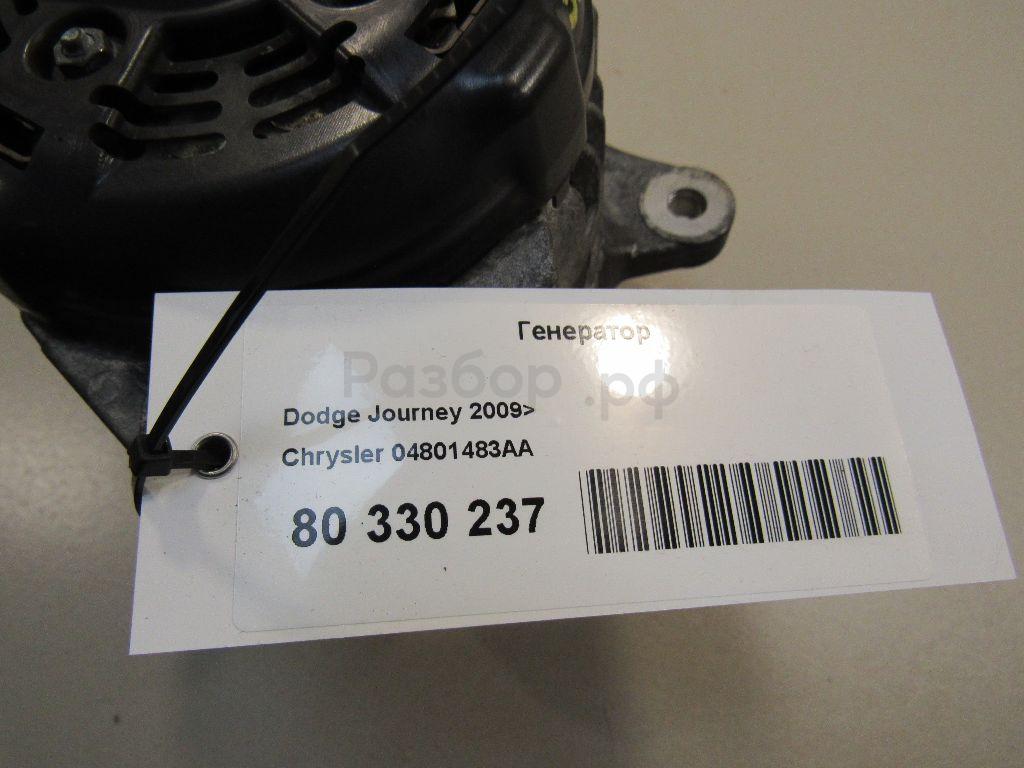 Генератор
Разбор.рф
Dodge Journey 2009>
Chrysler 04801483AA
80 330 237